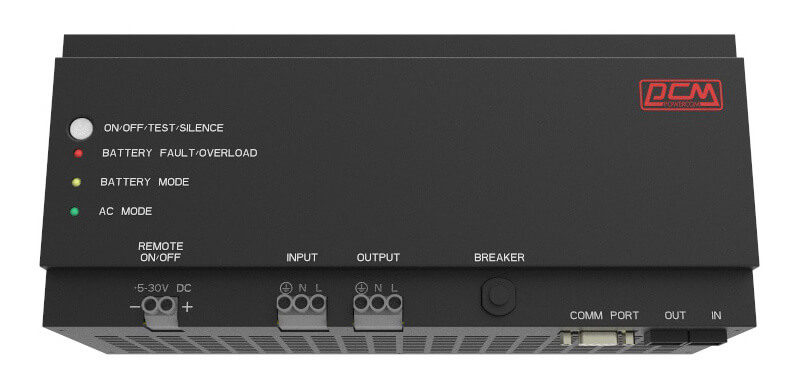 PCM
POWERCOM
ON/OFF/TEST/SILENCE
BATTERY FAULT/OVERLOAD
BATTERY MODE
AC MODE
REMOTE
ON/OFF
INPUT
OUTPUT
BREAKER
+5-30V DC
N L
N L
− +
COMM PORT
OUT
IN